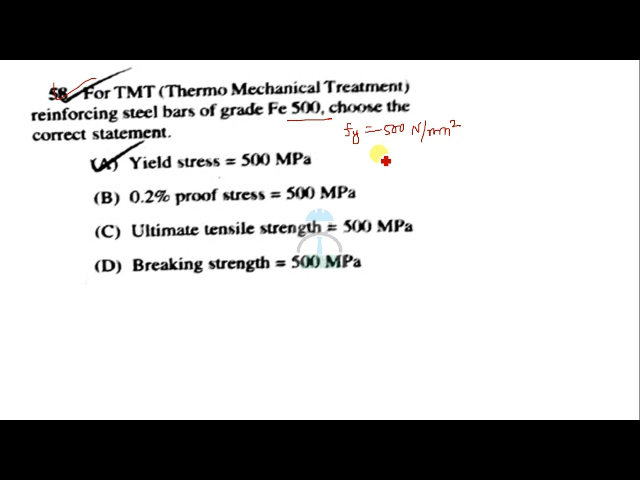 58. For TMT (Thermo Mechanical Treatment)
reinforcing steel bars of grade Fe 500, choose the
correct statement.
fy = 500 N/mm²
(A) Yield stress = 500 MPa
(B) 0.2% proof stress = 500 MPa
(C) Ultimate tensile strength = 500 MPa
(D) Breaking strength = 500 MPa